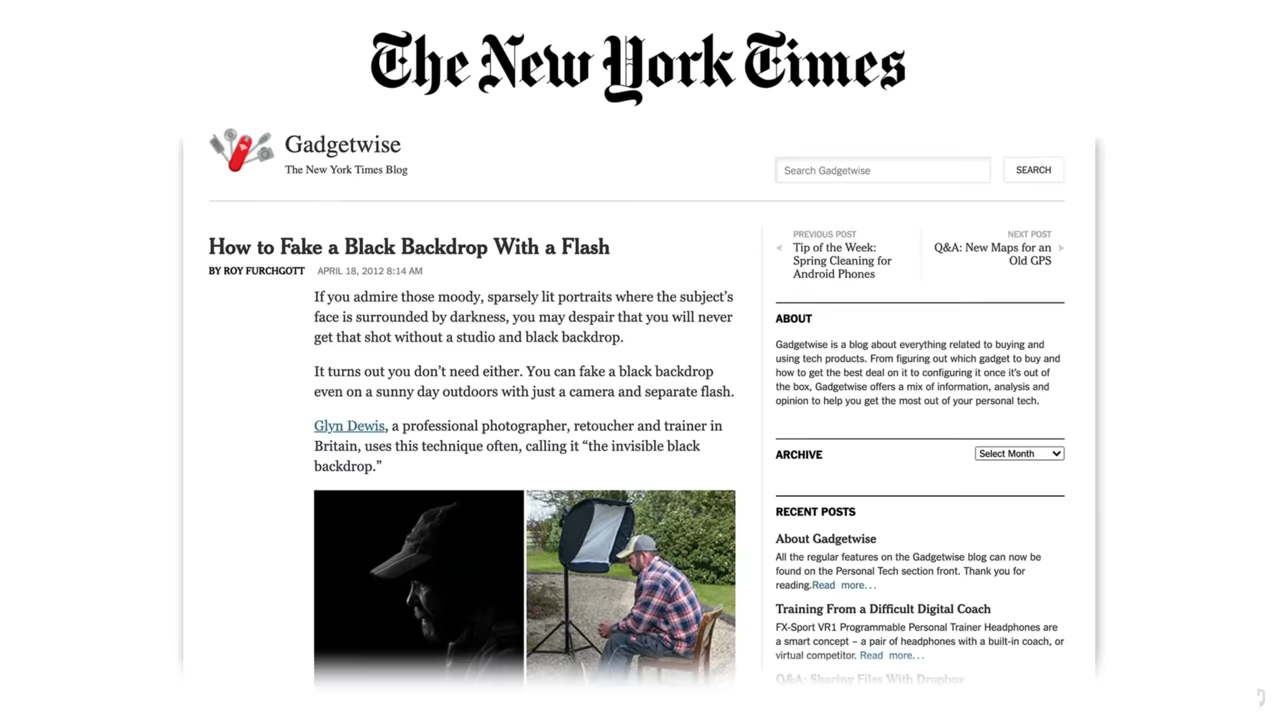 The New York Times
Gadgetwise
The New York Times Blog
Search Gadgetwise
SEARCH
How to Fake a Black Backdrop With a Flash
BY ROY FURCHGOTT APRIL 18, 2012 8:14 AM
If you admire those moody, sparsely lit portraits where the subject’s
face is surrounded by darkness, you may despair that you will never
get that shot without a studio and black backdrop.
It turns out you don’t need either. You can fake a black backdrop
even on a sunny day outdoors with just a camera and separate flash.
Glyn Dewis, a professional photographer, retoucher and trainer in
Britain, uses this technique often, calling it “the invisible black
backdrop.”
PREVIOUS POST
Tip of the Week:
Spring Cleaning for
Android Phones
NEXT POST
Q&A: New Maps for an
Old GPS
ABOUT
Gadgetwise is a blog about everything related to buying and
using tech products. From figuring out which gadget to buy and
how to get the best deal on it to configuring it once it’s out of
the box, Gadgetwise offers a mix of information, analysis and
opinion to help you get the most out of your personal tech.
ARCHIVE
Select Month
RECENT POSTS
About Gadgetwise
All the regular features on the Gadgetwise blog can now be
found on the Personal Tech section front. Thank you for
reading.Read more…
Training From a Difficult Digital Coach
FX-Sport VR1 Programmable Personal Trainer Headphones are
a smart concept – a pair of headphones with a built-in coach, or
virtual competitor. Read more…
Q&A: Sharing Files With Dropbox